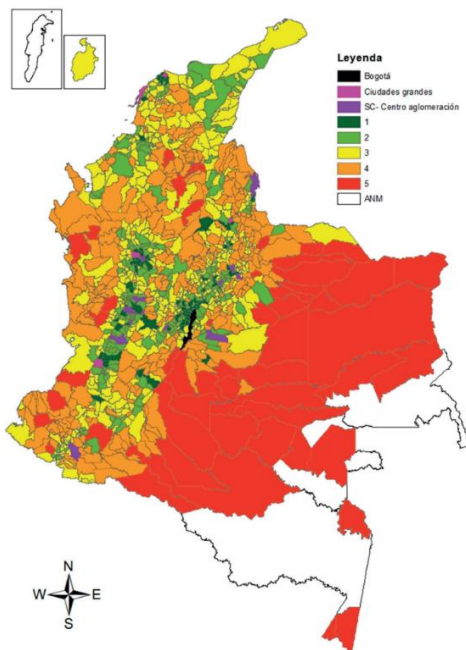 Leyenda
Bogotá
Ciudades grandes
SC- Centro aglomeración
1
2
3
4
5
ANM
N
W E
S